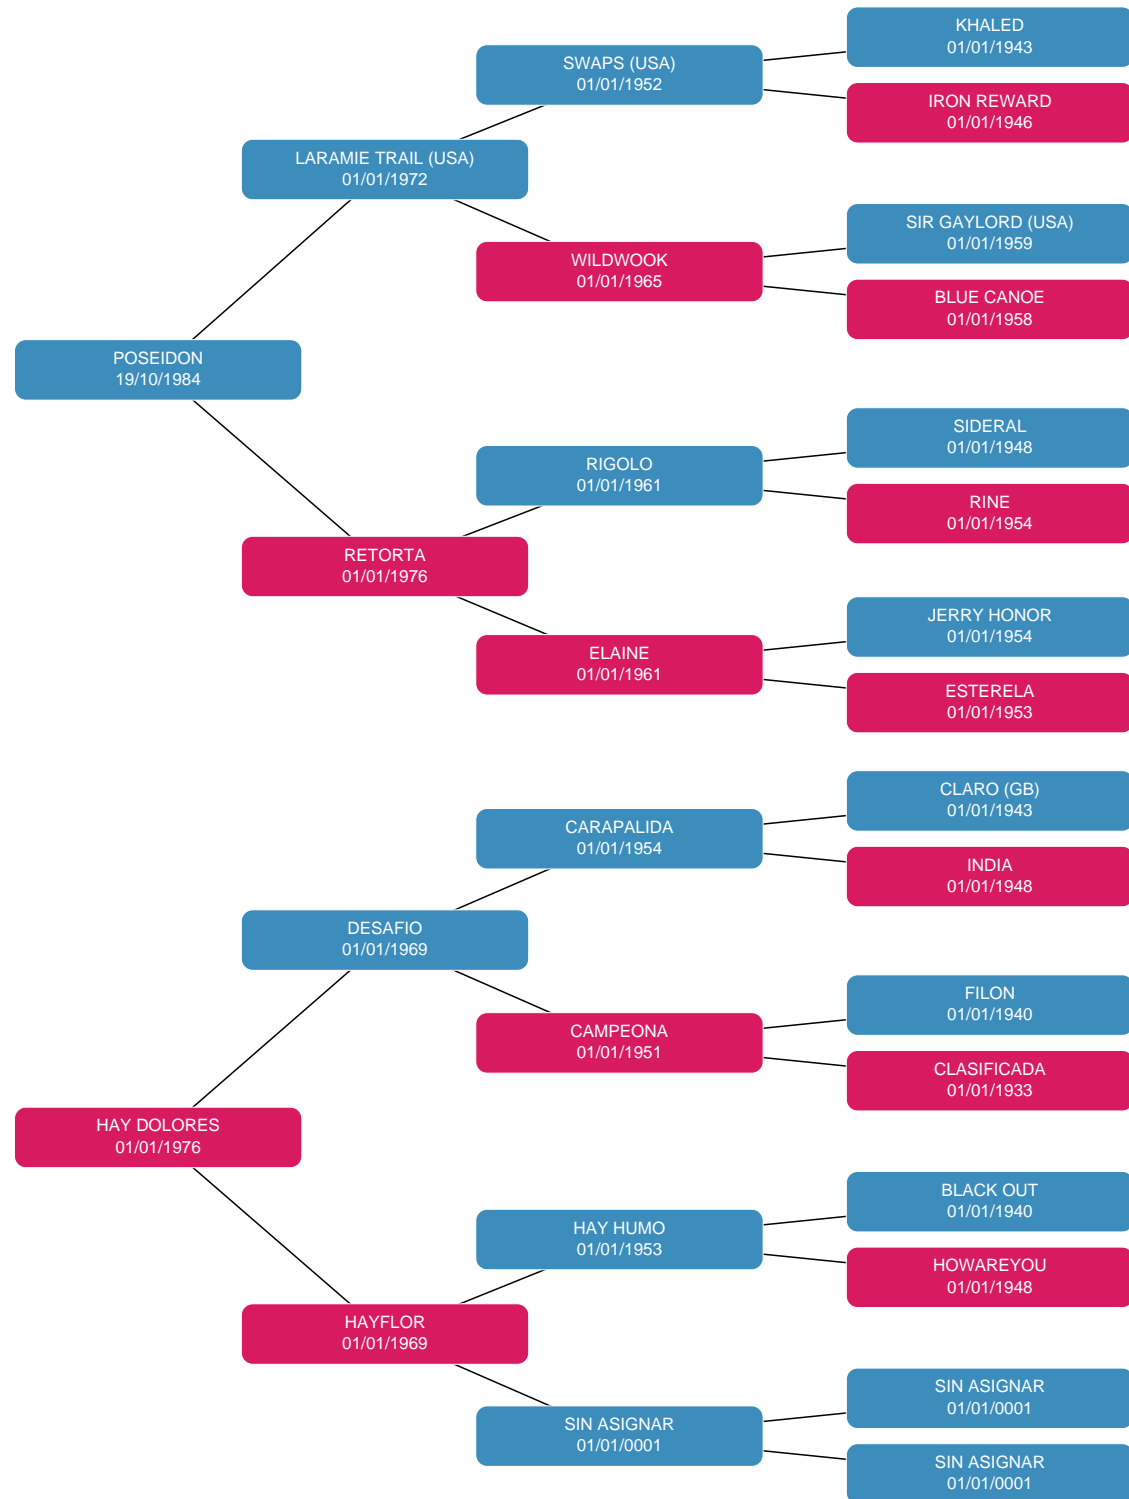 KHALED
01/01/1943
SWAPS (USA)
01/01/1952
IRON REWARD
01/01/1946
LARAMIE TRAIL (USA)
01/01/1972
SIR GAYLORD (USA)
01/01/1959
WILDWOOK
01/01/1965
BLUE CANOE
01/01/1958
POSEIDON
19/10/1984
SIDERAL
01/01/1948
RIGOLO
01/01/1961
RINE
01/01/1954
RETORTA
01/01/1976
JERRY HONOR
01/01/1954
ELAINE
01/01/1961
ESTERELA
01/01/1953
CLARO (GB)
01/01/1943
CARAPALIDA
01/01/1954
INDIA
01/01/1948
DESAFIO
01/01/1969
FILON
01/01/1940
CAMPEONA
01/01/1951
CLASIFICADA
01/01/1933
HAY DOLORES
01/01/1976
BLACK OUT
01/01/1940
HAY HUMO
01/01/1953
HOWAREYOU
01/01/1948
HAYFLOR
01/01/1969
SIN ASIGNAR
01/01/0001
SIN ASIGNAR
01/01/0001
SIN ASIGNAR
01/01/0001